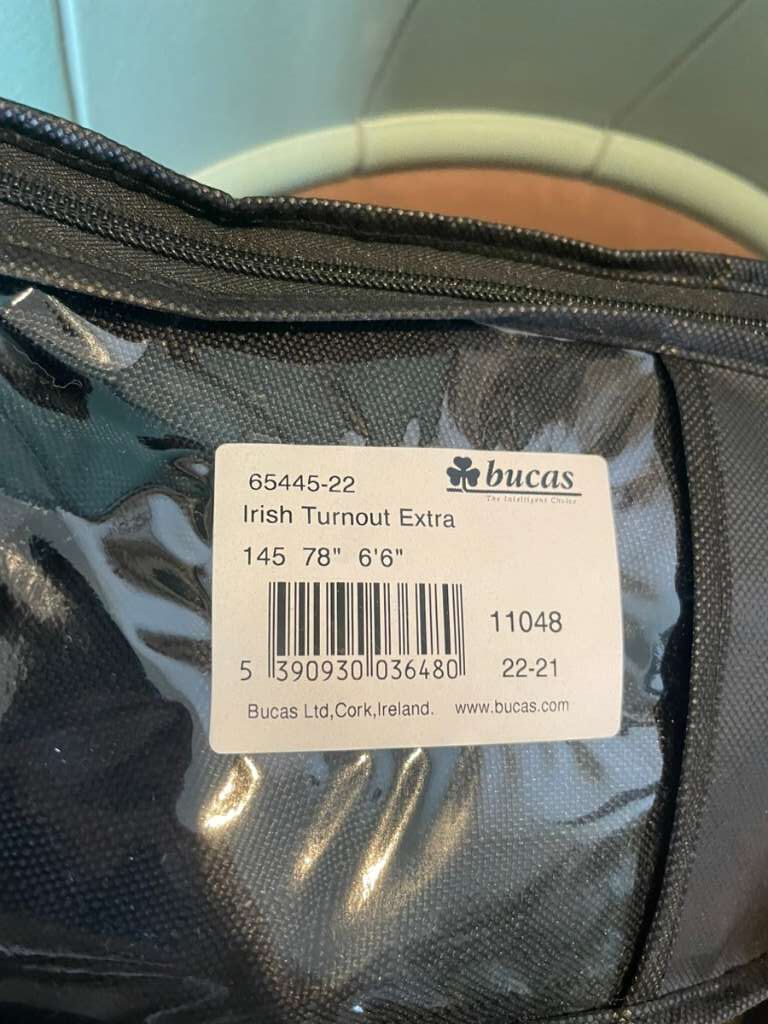 65445-22
bucas
The Intelligent Choice
Irish Turnout Extra
145 78" 6'6"
11048
5 390930 036480
22-21
Bucas Ltd,Cork,Ireland. www.bucas.com